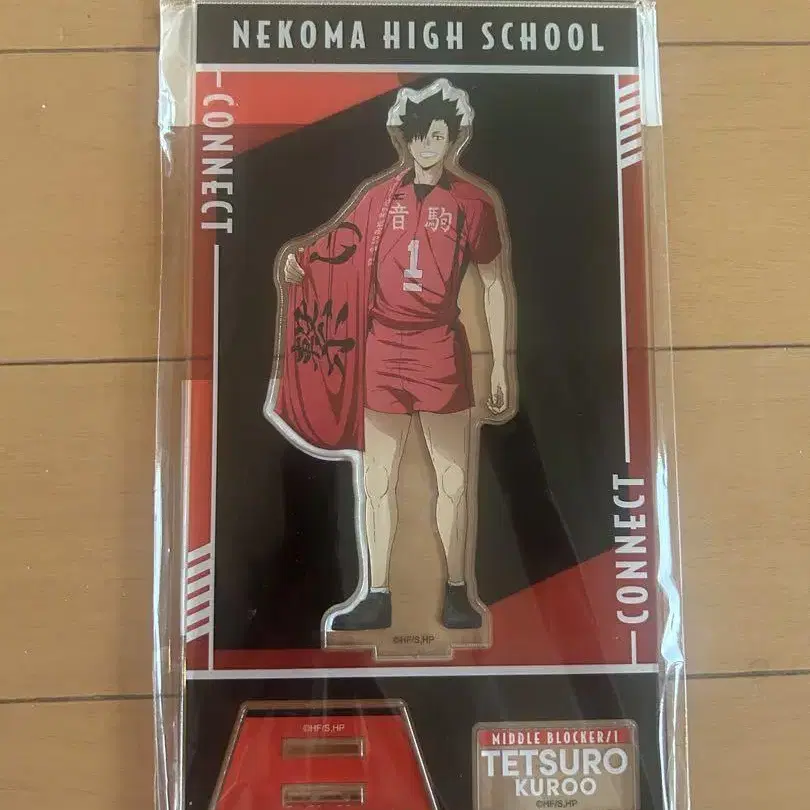 NEKOMA HIGH SCHOOL
CONNECT
音駒
1
CONNECT
©HF/S,HP
©HF/S,HP
MIDDLE BLOCKER/1
TETSURO
KUROO
©HF/S,HP